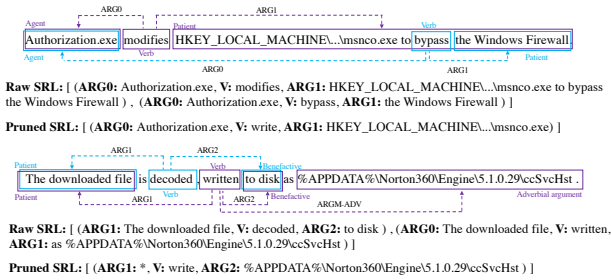 ARG0 ARG1
Agent Patient Verb
Authorization.exe modifies HKEY_LOCAL_MACHINE\...\msnco.exe to bypass the Windows Firewall
Agent Verb Patient
ARG0 ARG1
Raw SRL: [ (ARG0: Authorization.exe, V: modifies, ARG1: HKEY_LOCAL_MACHINE\...\msnco.exe to bypass
the Windows Firewall ) , (ARG0: Authorization.exe, V: bypass, ARG1: the Windows Firewall ) ]
Pruned SRL: [ (ARG0: Authorization.exe, V: write, ARG1: HKEY_LOCAL_MACHINE\...\msnco.exe) ]
ARG1 ARG2
Patient Verb Benefactive
The downloaded file is decoded , written to disk as %APPDATA%\Norton360\Engine\5.1.0.29\ccSvcHst .
Patient Verb Benefactive Adverbial argument
ARG1 ARG2
ARGM-ADV
Raw SRL: [ (ARG1: The downloaded file, V: decoded, ARG2: to disk ) , (ARG0: The downloaded file, V: written,
ARG1: as %APPDATA%\Norton360\Engine\5.1.0.29\ccSvcHst ) ]
Pruned SRL: [ (ARG1: *, V: write, ARG2: %APPDATA%\Norton360\Engine\5.1.0.29\ccSvcHst ) ]